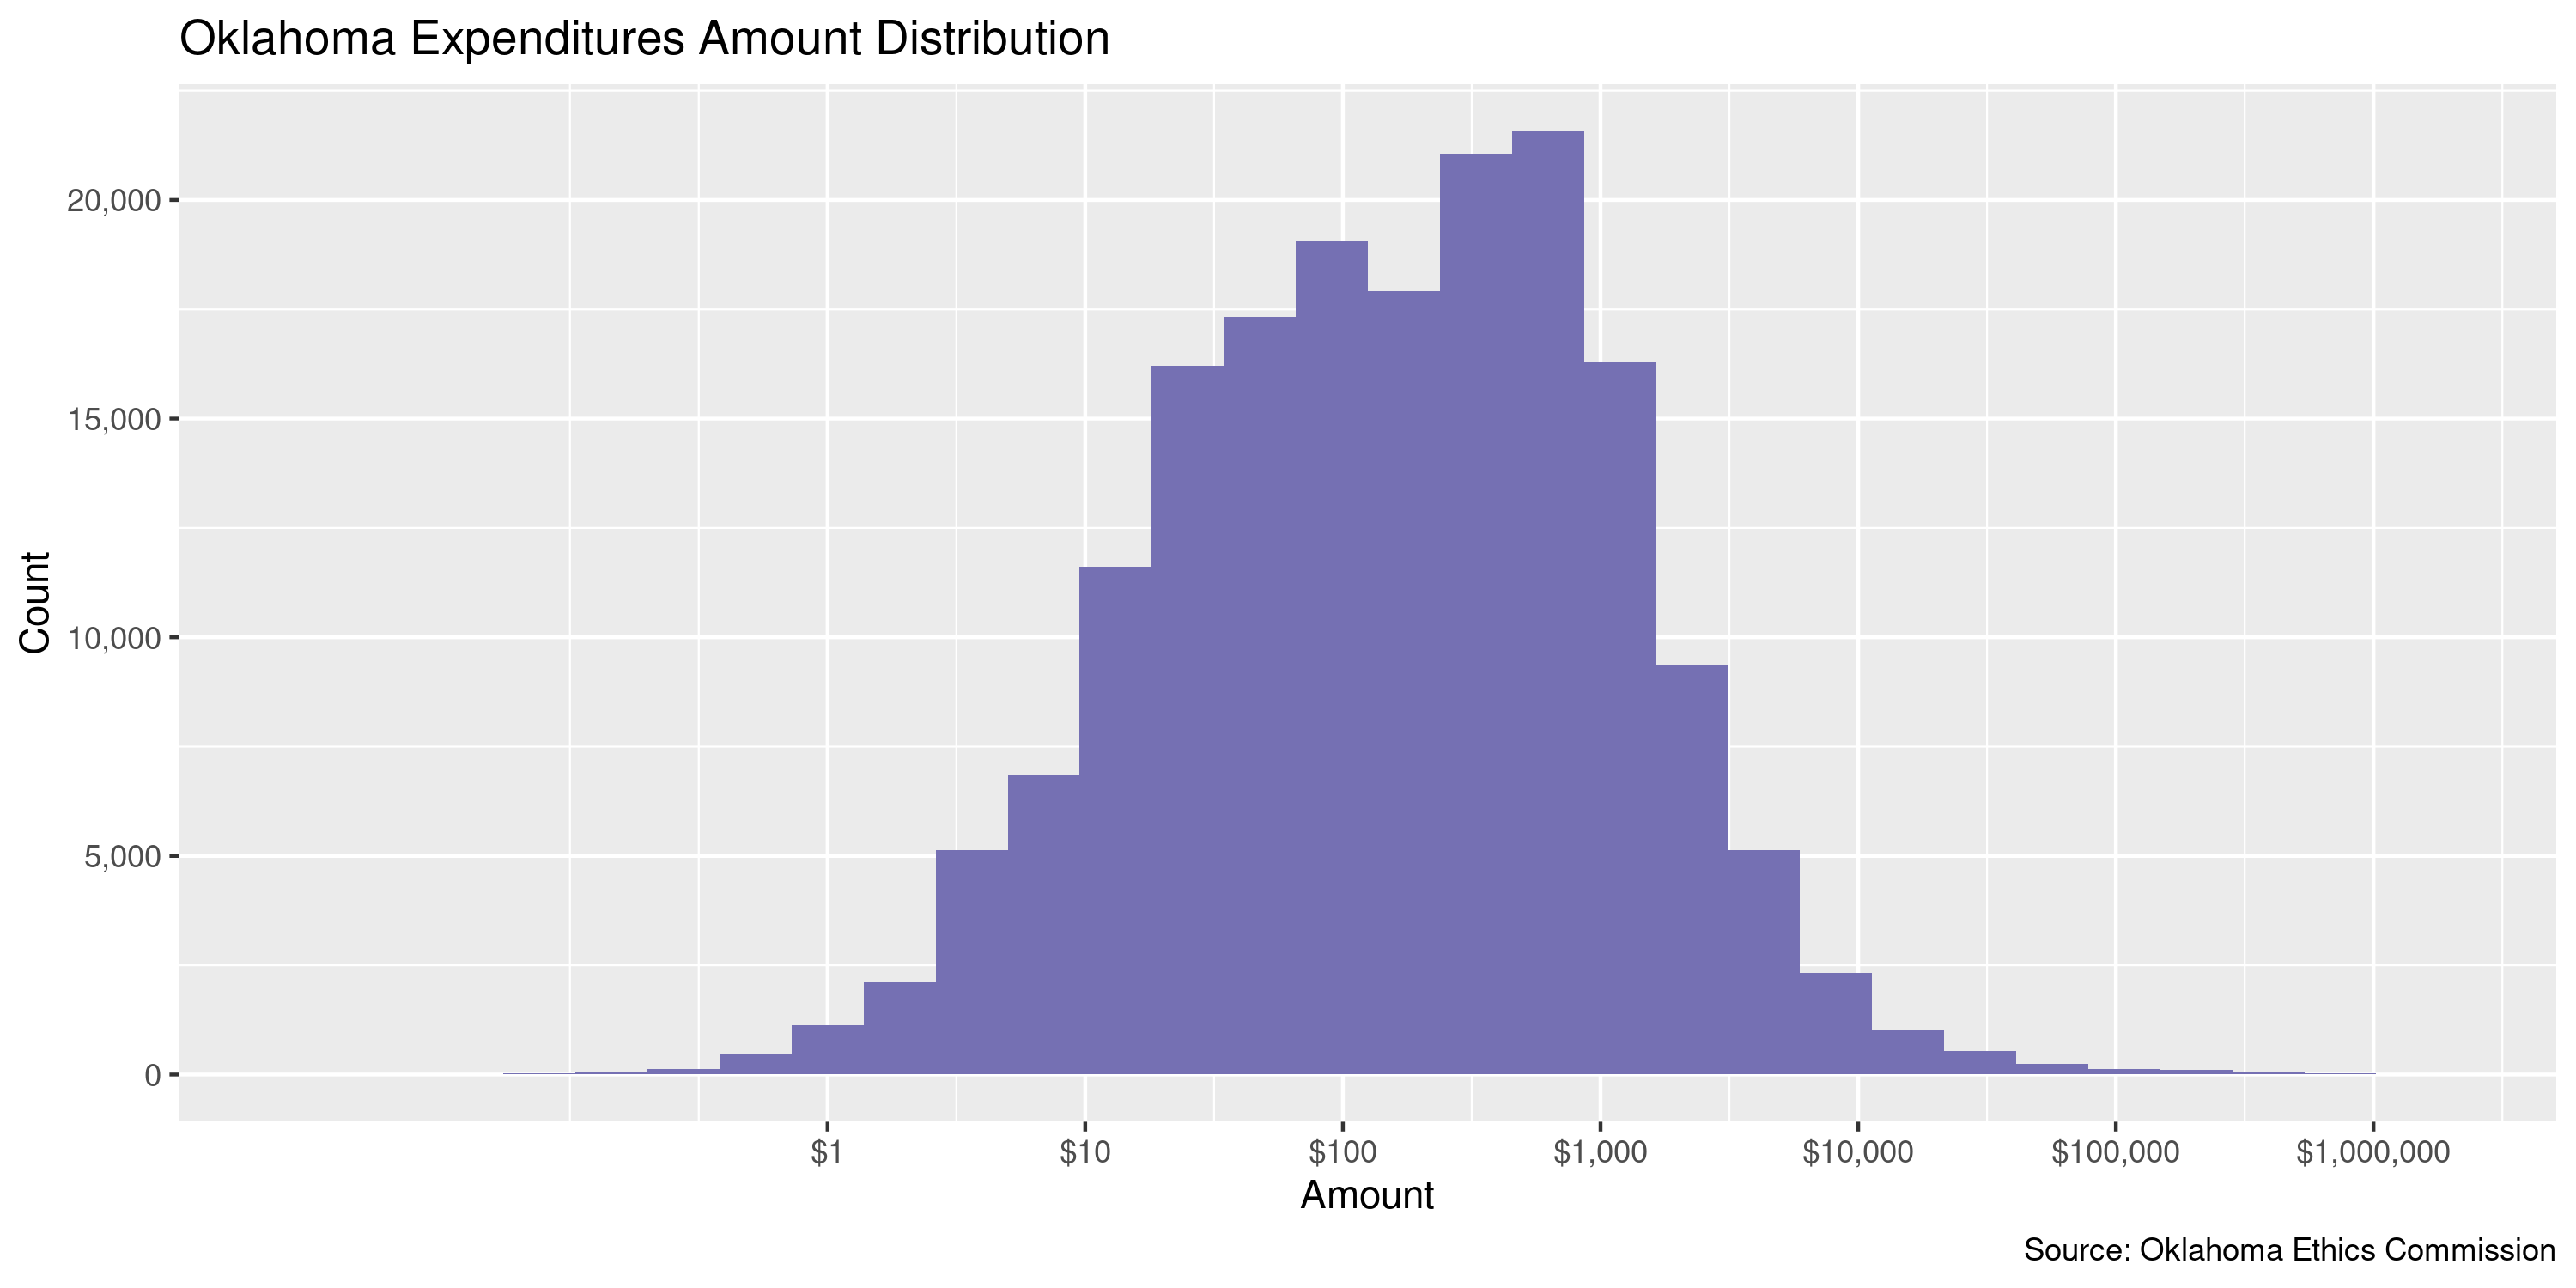 Oklahoma Expenditures Amount Distribution
Count
20,000
15,000
10,000
5,000
0
$1 $10 $100 $1,000 $10,000 $100,000 $1,000,000
Amount
Source: Oklahoma Ethics Commission